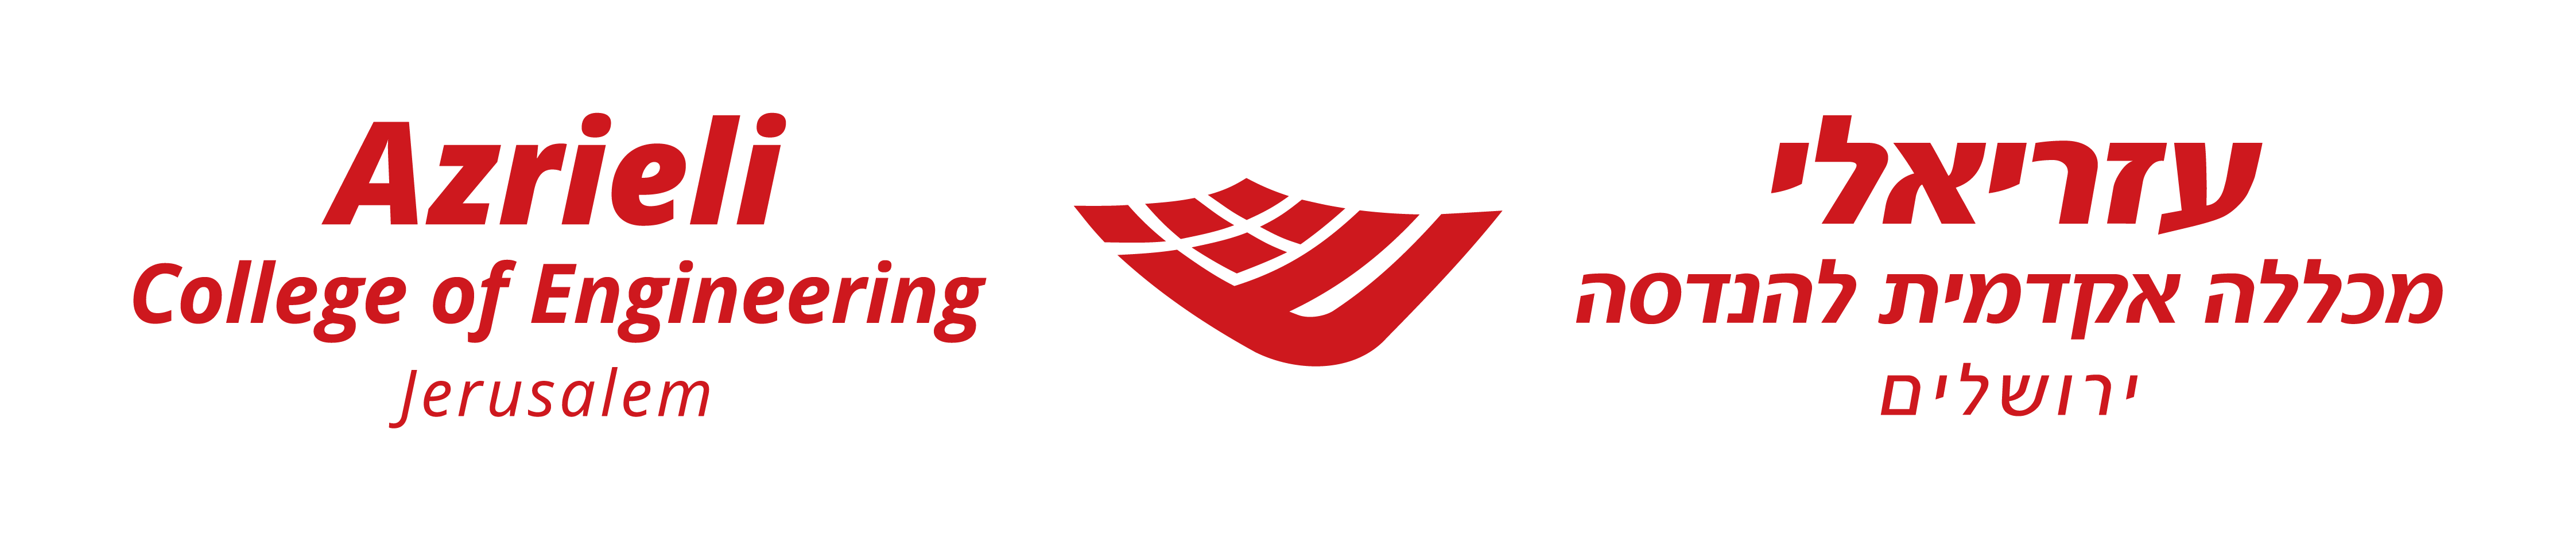 Azrieli
College of Engineering
Jerusalem
עזריאלי
מכללה אקדמית להנדסה
ירושלים